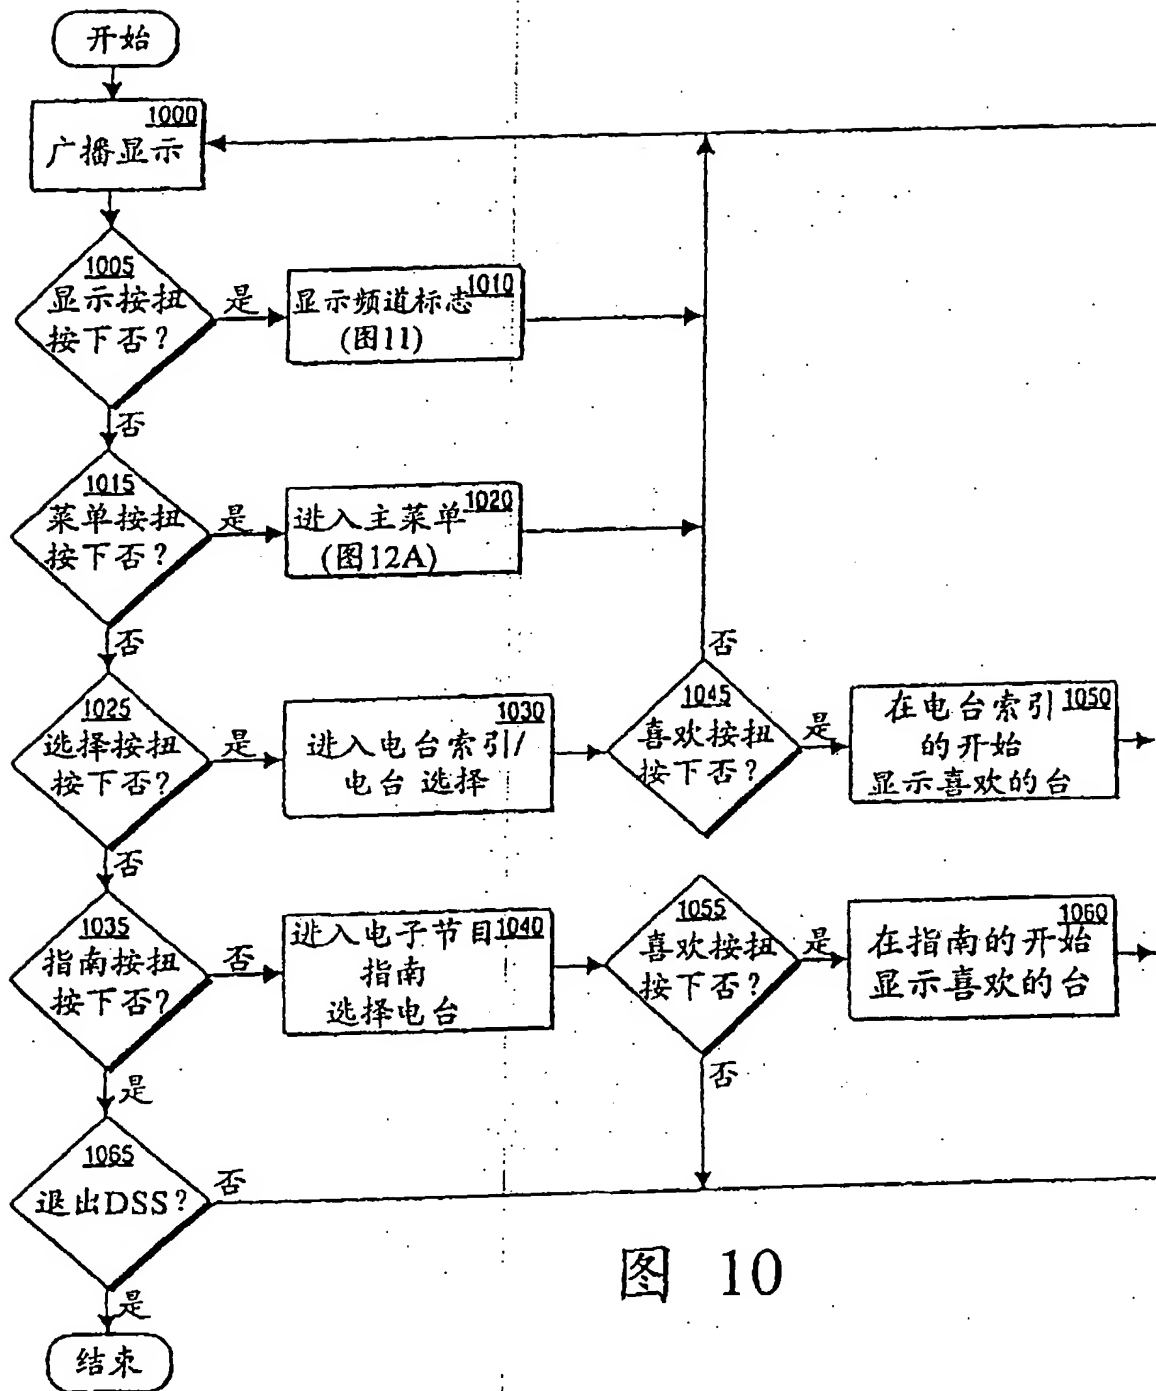 开始
1000
广播显示
1005
显示按扭
按下否?
是
1010
显示频道标志
(图11)
否
1015
菜单按扭
按下否?
是
1020
进入主菜单
(图12A)
否
1025
选择按扭
按下否?
是
1030
进入电台索引/
电台 选择
否
1045
喜欢按扭
按下否?
是
1050
在电台索引
的开始
显示喜欢的台
否
1035
指南按扭
按下否?
否
1040
进入电子节目
指南
选择电台
1055
喜欢按扭
按下否?
是
1060
在指南的开始
显示喜欢的台
否
是
1065
退出DSS?
否
是
结束
图 10